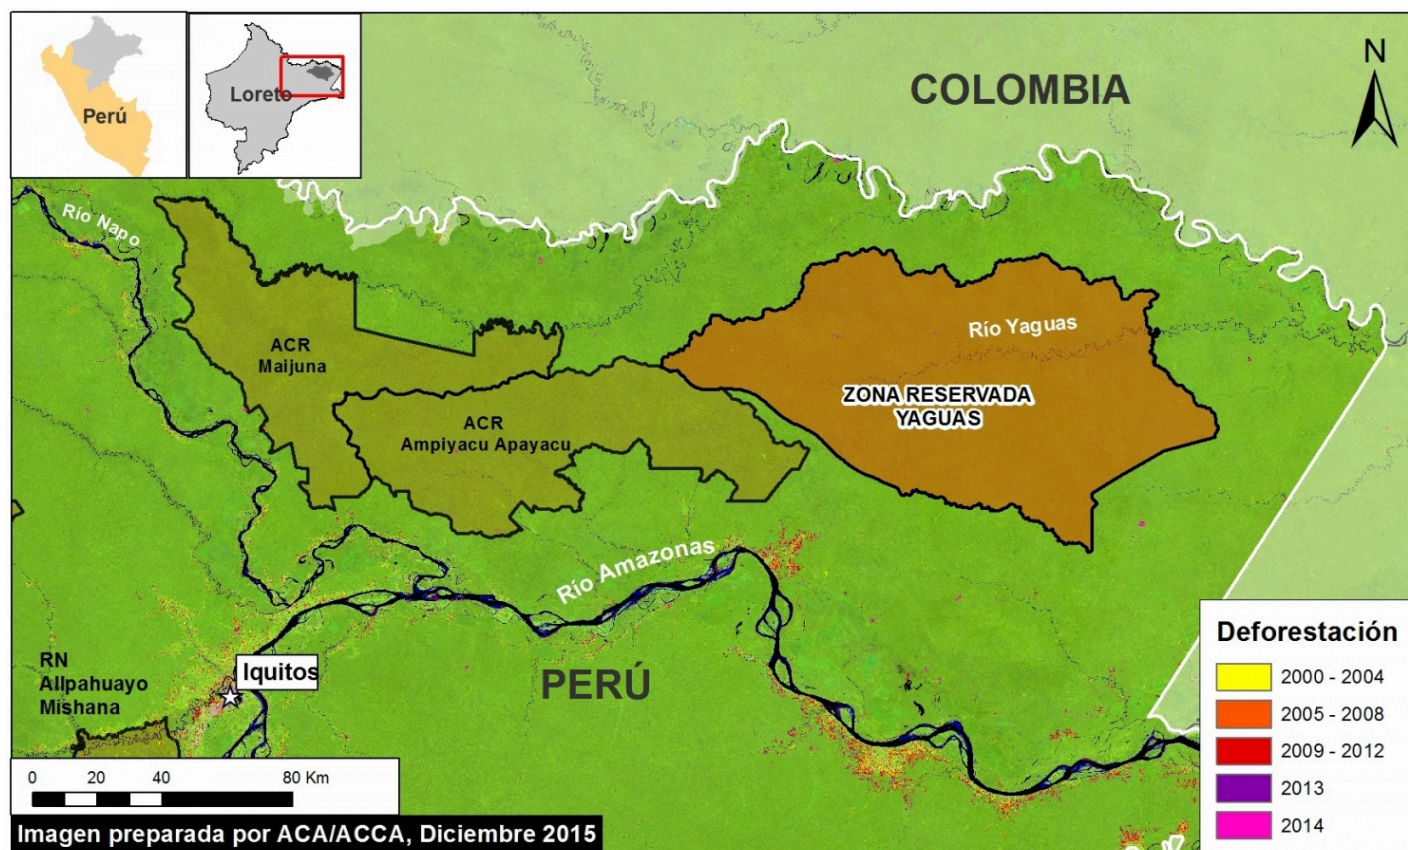 Perú
Loreto
COLOMBIA
N
Río Napo
ACR
Maijuna
ACR
Ampiyacu Apayacu
Río Yaguas
ZONA RESERVADA
YAGUAS
Río Amazonas
PERÚ
Iquitos
RN
Allpahuayo
Mishana
0 20 40 80 Km
Imagen preparada por ACA/ACCA, Diciembre 2015
Deforestación
2000 - 2004
2005 - 2008
2009 - 2012
2013
2014